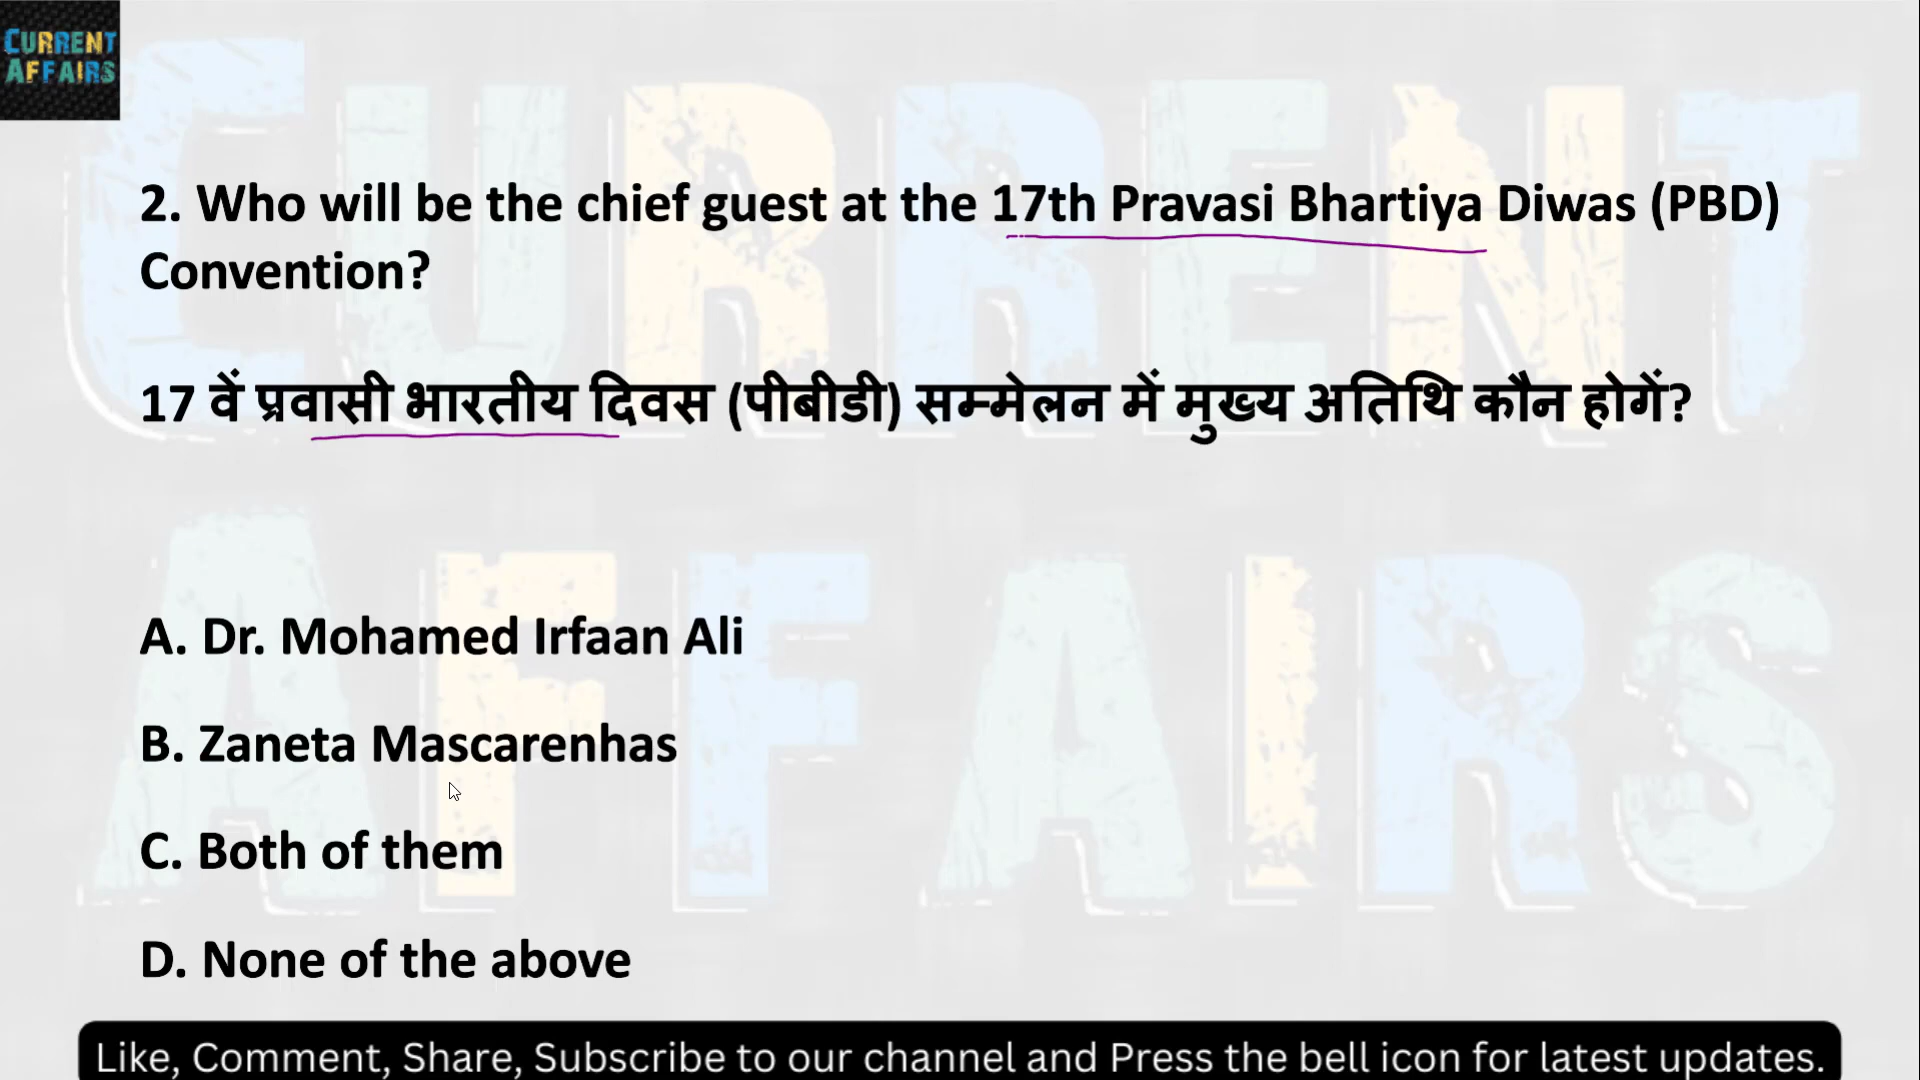 CURRENT
AFFAIRS
2. Who will be the chief guest at the 17th Pravasi Bhartiya Diwas (PBD)
Convention?
17 वें प्रवासी भारतीय दिवस (पीबीडी) सम्मेलन में मुख्य अतिथि कौन होगें?
A. Dr. Mohamed Irfaan Ali
B. Zaneta Mascarenhas
C. Both of them
D. None of the above
Like, Comment, Share, Subscribe to our channel and Press the bell icon for latest updates.
CURRENT
AFFAIRS